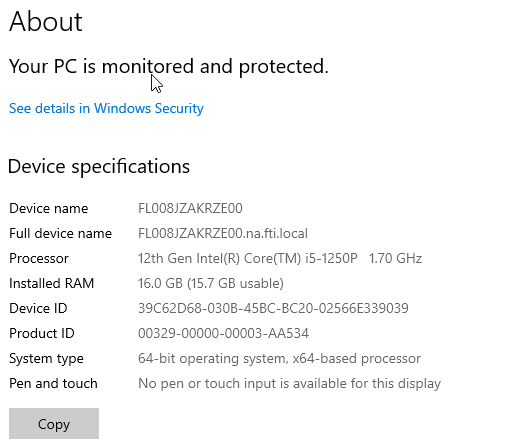 About
Your PC is monitored and protected.
See details in Windows Security
Device specifications
Device name FL008JZAKRZE00
Full device name FL008JZAKRZE00.na.fti.local
Processor 12th Gen Intel(R) Core(TM) i5-1250P 1.70 GHz
Installed RAM 16.0 GB (15.7 GB usable)
Device ID 39C62D68-030B-45BC-BC20-02566E339039
Product ID 00329-00000-00003-AA534
System type 64-bit operating system, x64-based processor
Pen and touch No pen or touch input is available for this display
Copy